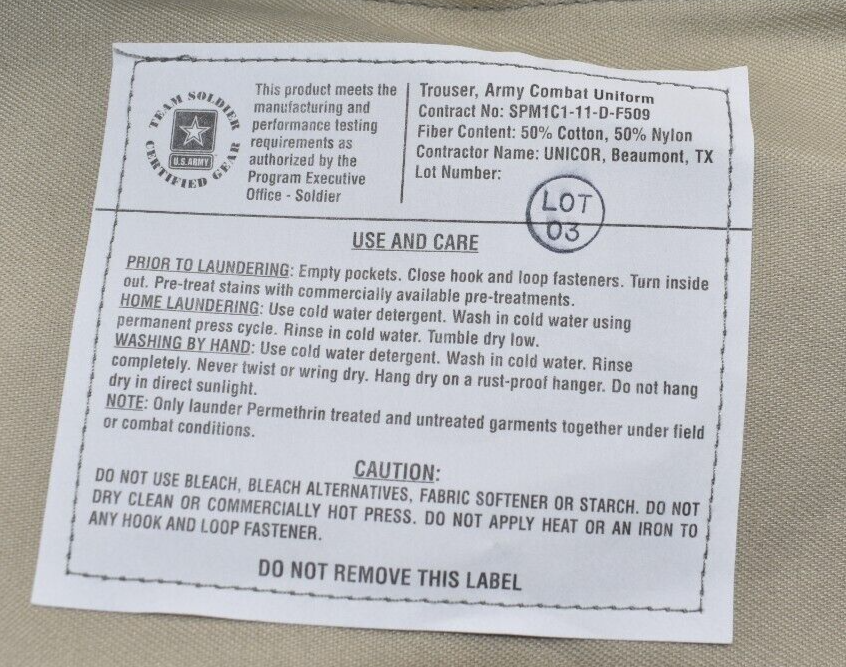 TEAM SOLDIER
U.S.ARMY
CERTIFIED GEAR
This product meets the
manufacturing and
performance testing
requirements as
authorized by the
Program Executive
Office - Soldier
Trouser, Army Combat Uniform
Contract No: SPM1C1-11-D-F509
Fiber Content: 50% Cotton, 50% Nylon
Contractor Name: UNICOR, Beaumont, TX
Lot Number:
LOT
03
USE AND CARE
PRIOR TO LAUNDERING: Empty pockets. Close hook and loop fasteners. Turn inside
out. Pre-treat stains with commercially available pre-treatments.
HOME LAUNDERING: Use cold water detergent. Wash in cold water using
permanent press cycle. Rinse in cold water. Tumble dry low.
WASHING BY HAND: Use cold water detergent. Wash in cold water. Rinse
completely. Never twist or wring dry. Hang dry on a rust-proof hanger. Do not hang
dry in direct sunlight.
NOTE: Only launder Permethrin treated and untreated garments together under field
or combat conditions.
CAUTION:
DO NOT USE BLEACH, BLEACH ALTERNATIVES, FABRIC SOFTENER OR STARCH. DO NOT
DRY CLEAN OR COMMERCIALLY HOT PRESS. DO NOT APPLY HEAT OR AN IRON TO
ANY HOOK AND LOOP FASTENER.
DO NOT REMOVE THIS LABEL